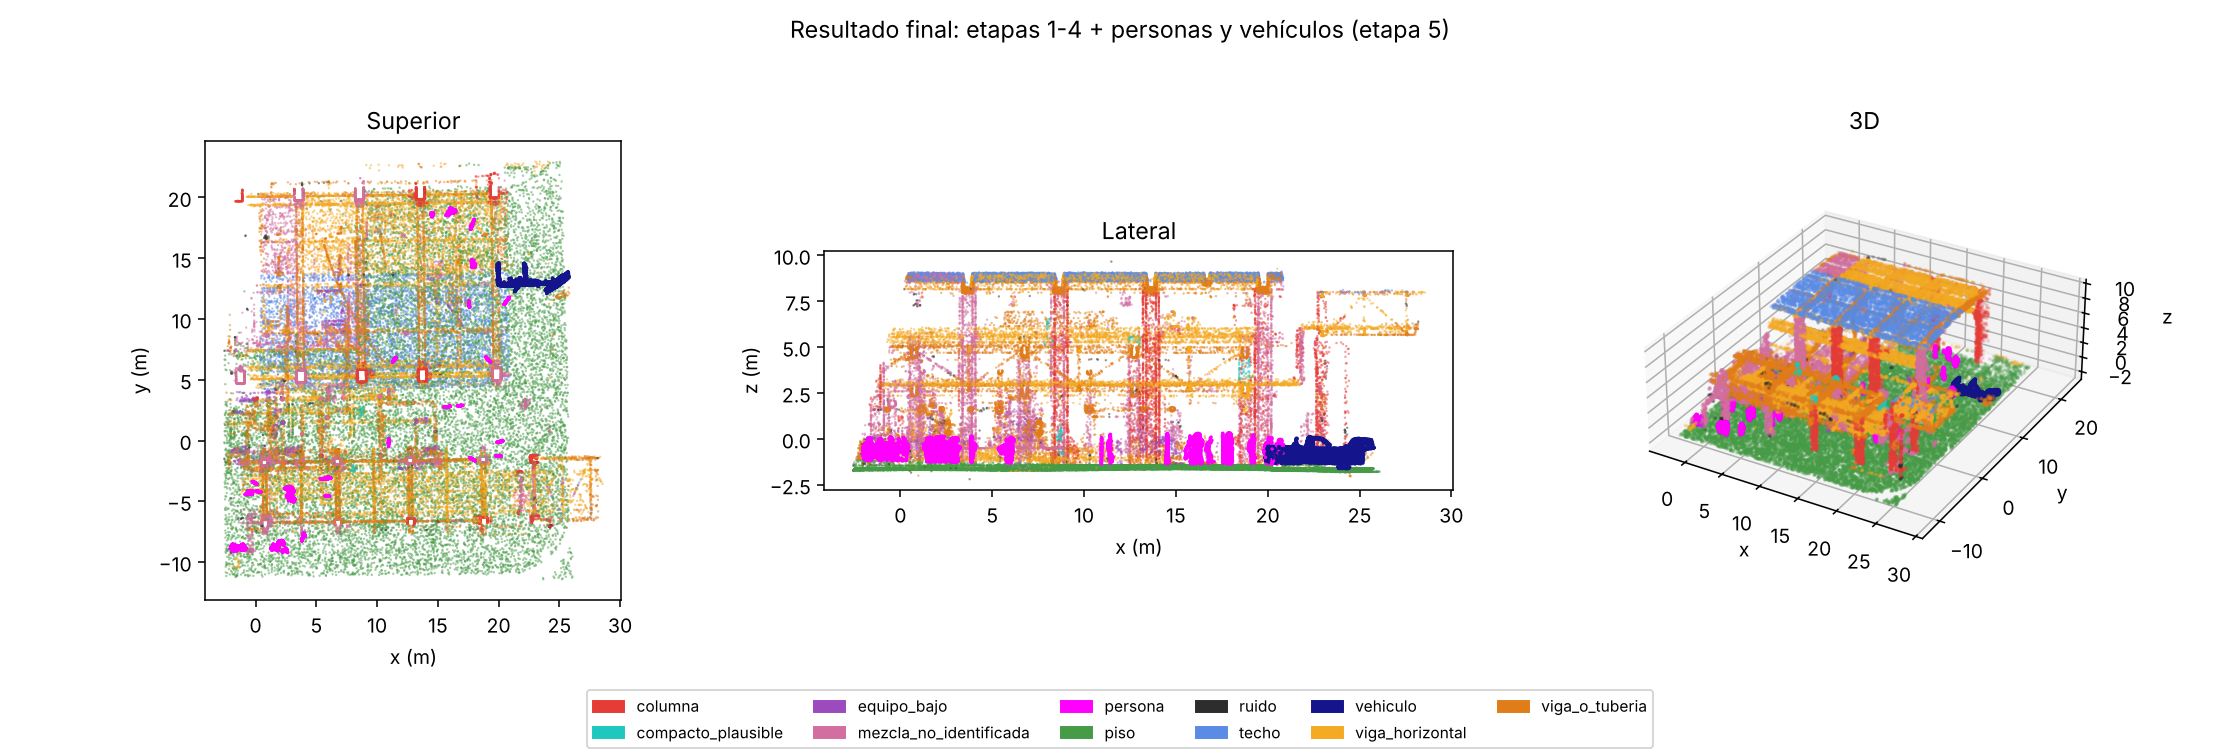 Resultado final: etapas 1-4 + personas y vehículos (etapa 5)
Superior
20
15
10
5
0
−5
−10
y (m)
0 5 10 15 20 25 30
x (m)
Lateral
10.0
7.5
5.0
2.5
0.0
−2.5
z (m)
0 5 10 15 20 25 30
x (m)
3D
10
8
6
4
2
0
−2
z
20
10
0
−10
y
0 5 10 15 20 25 30
x
columna equipo_bajo persona ruido vehiculo viga_o_tuberia
compacto_plausible mezcla_no_identificada piso techo viga_horizontal